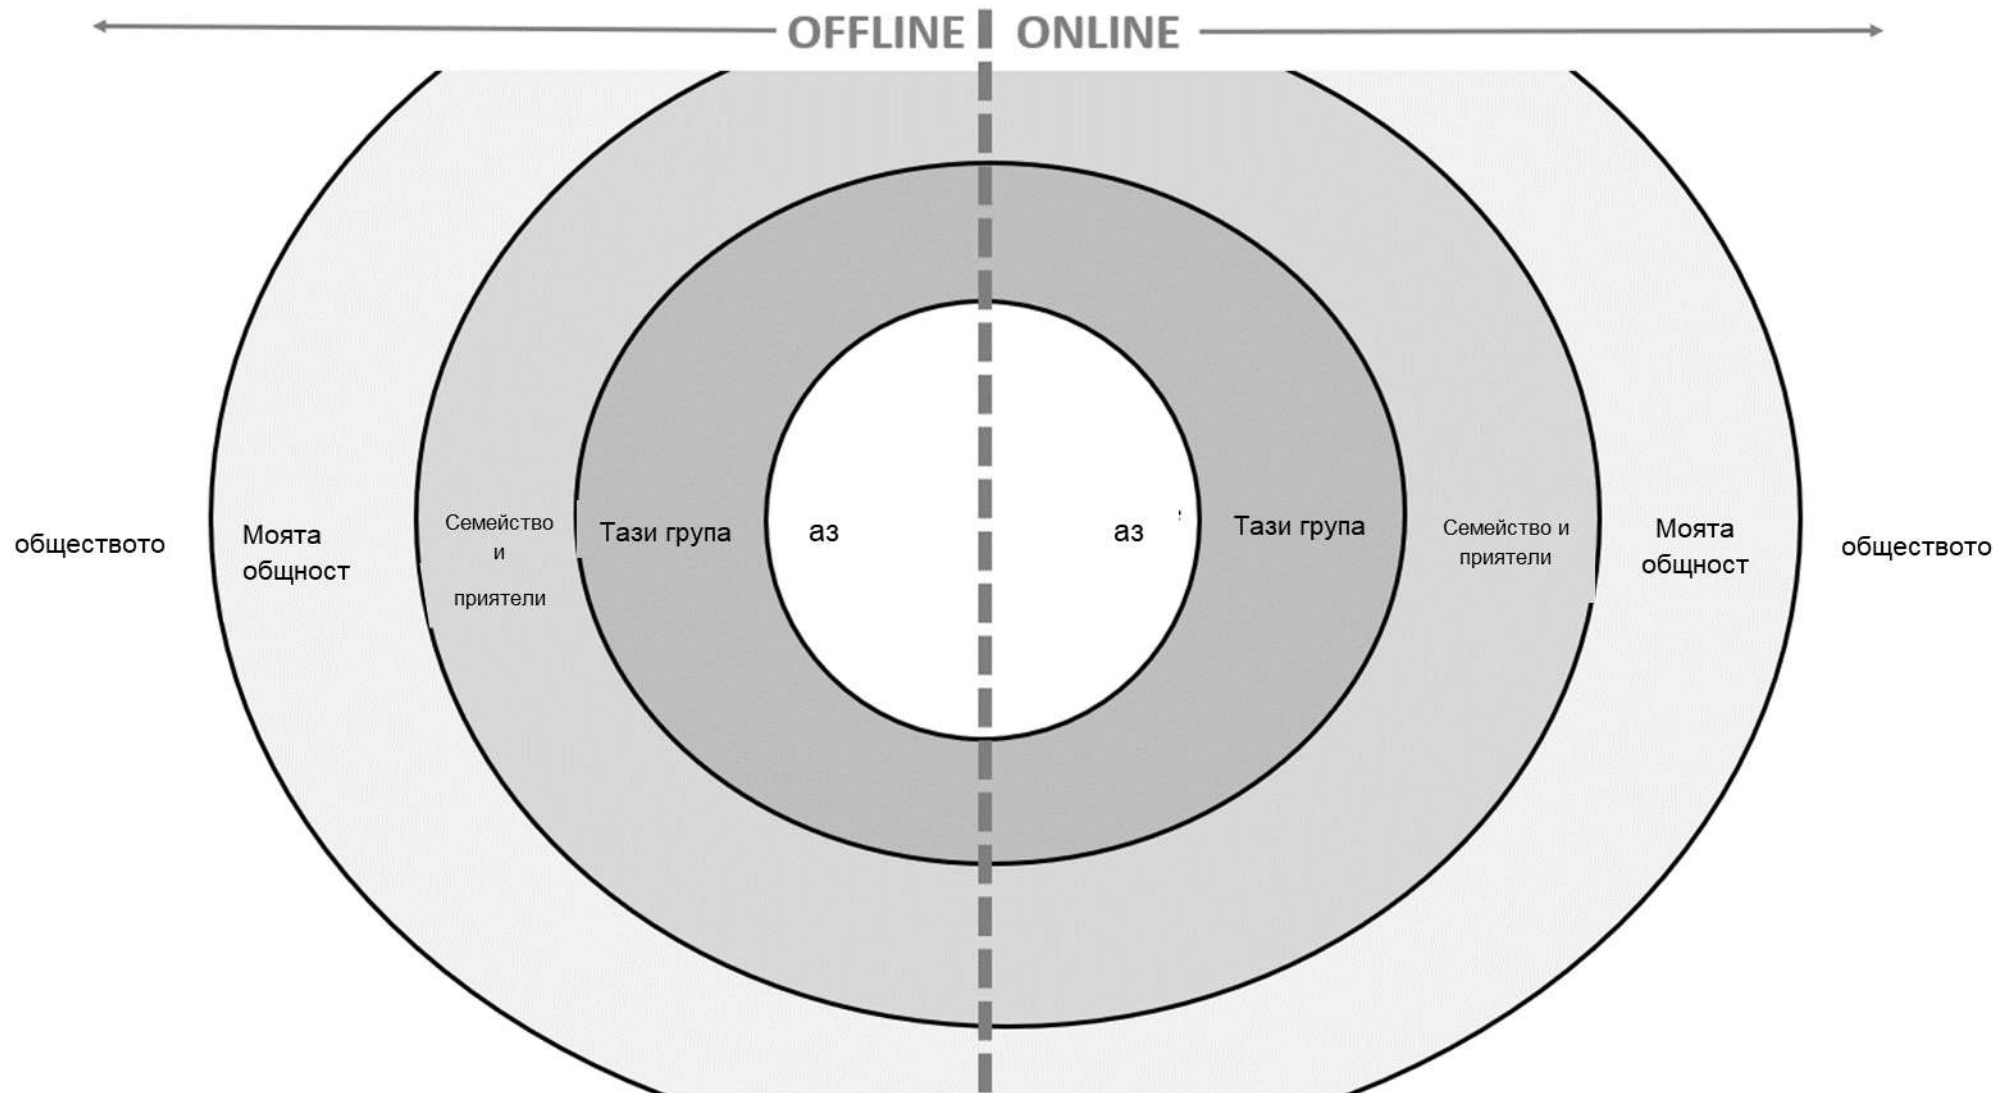 OFFLINE ONLINE
обществото
Моята
общност
Семейство
и
приятели
Тази група
аз
аз
Тази група
Семейство и
приятели
Моята
общност
обществото